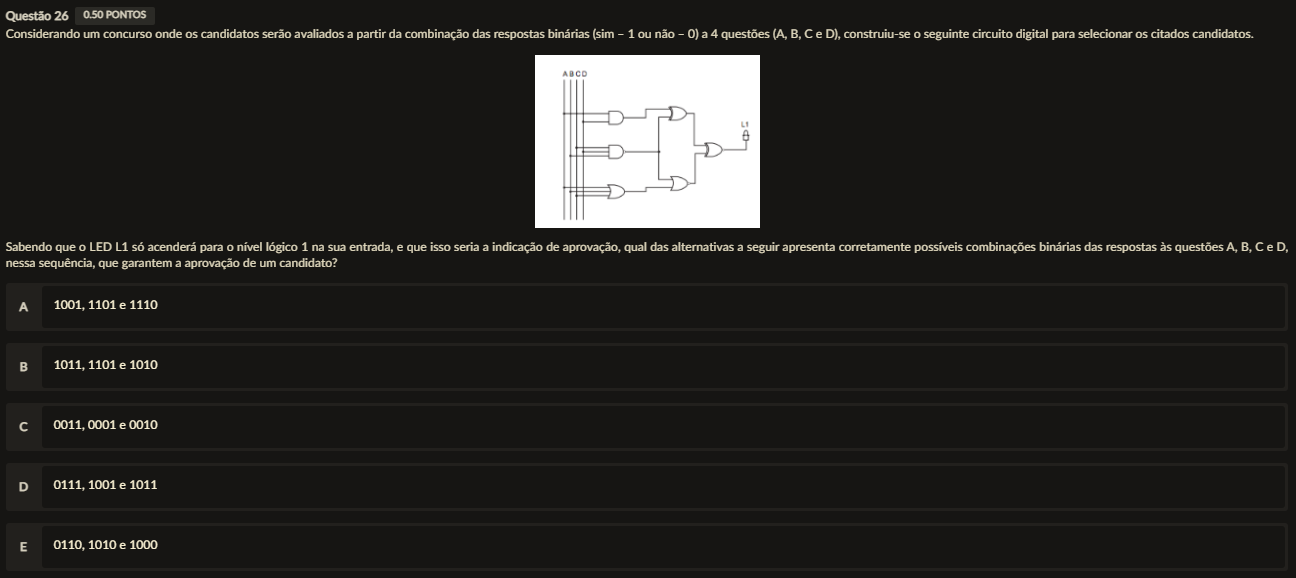 Questão 26 0.50 PONTOS
Considerando um concurso onde os candidatos serão avaliados a partir da combinação das respostas binárias (sim – 1 ou não – 0) a 4 questões (A, B, C e D), construiu-se o seguinte circuito digital para selecionar os citados candidatos.
A B C D
L1
Sabendo que o LED L1 só acenderá para o nível lógico 1 na sua entrada, e que isso seria a indicação de aprovação, qual das alternativas a seguir apresenta corretamente possíveis combinações binárias das respostas às questões A, B, C e D,
nessa sequência, que garantem a aprovação de um candidato?
A 1001, 1101 e 1110
B 1011, 1101 e 1010
C 0011, 0001 e 0010
D 0111, 1001 e 1011
E 0110, 1010 e 1000